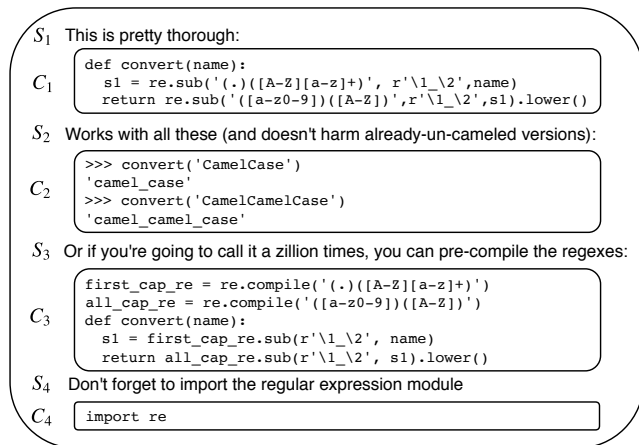 S1 This is pretty thorough:
C1
def convert(name):
  s1 = re.sub('(.)([A-Z][a-z]+)', r'\1_\2',name)
  return re.sub('([a-z0-9])([A-Z])',r'\1_\2',s1).lower()
S2 Works with all these (and doesn't harm already-un-cameled versions):
C2
>>> convert('CamelCase')
'camel_case'
>>> convert('CamelCamelCase')
'camel_camel_case'
S3 Or if you're going to call it a zillion times, you can pre-compile the regexes:
C3
first_cap_re = re.compile('(.)([A-Z][a-z]+)')
all_cap_re = re.compile('([a-z0-9])([A-Z])')
def convert(name):
  s1 = first_cap_re.sub(r'\1_\2', name)
  return all_cap_re.sub(r'\1_\2', s1).lower()
S4 Don't forget to import the regular expression module
C4 import re